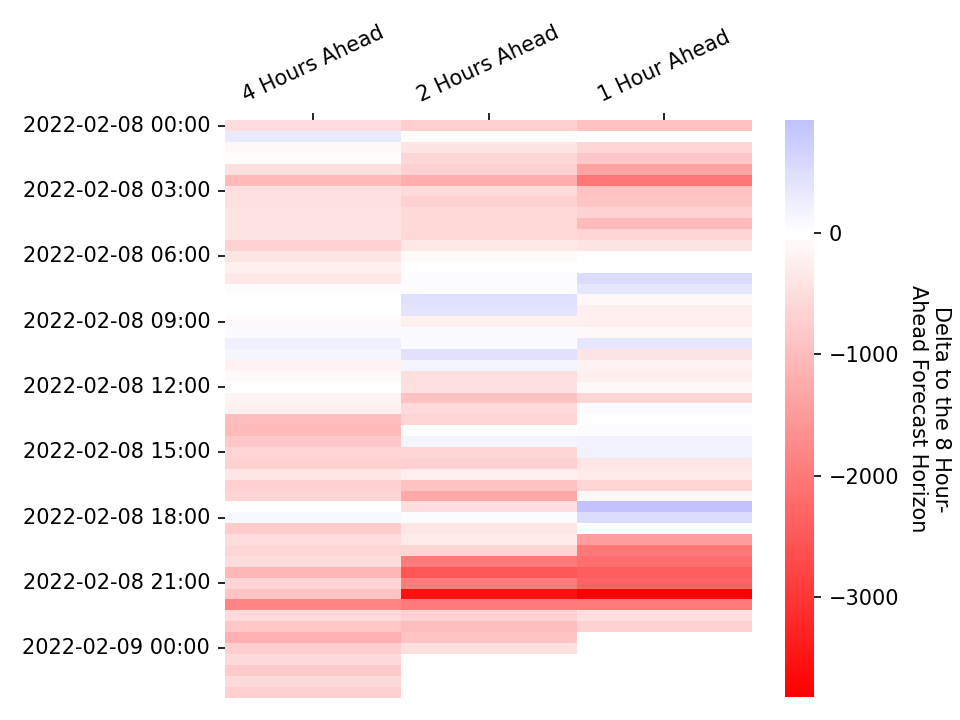 4 Hours Ahead
2 Hours Ahead
1 Hour Ahead
2022-02-08 00:00
2022-02-08 03:00
2022-02-08 06:00
2022-02-08 09:00
2022-02-08 12:00
2022-02-08 15:00
2022-02-08 18:00
2022-02-08 21:00
2022-02-09 00:00
0
−1000
−2000
−3000
Delta to the 8 Hour-
Ahead Forecast Horizon